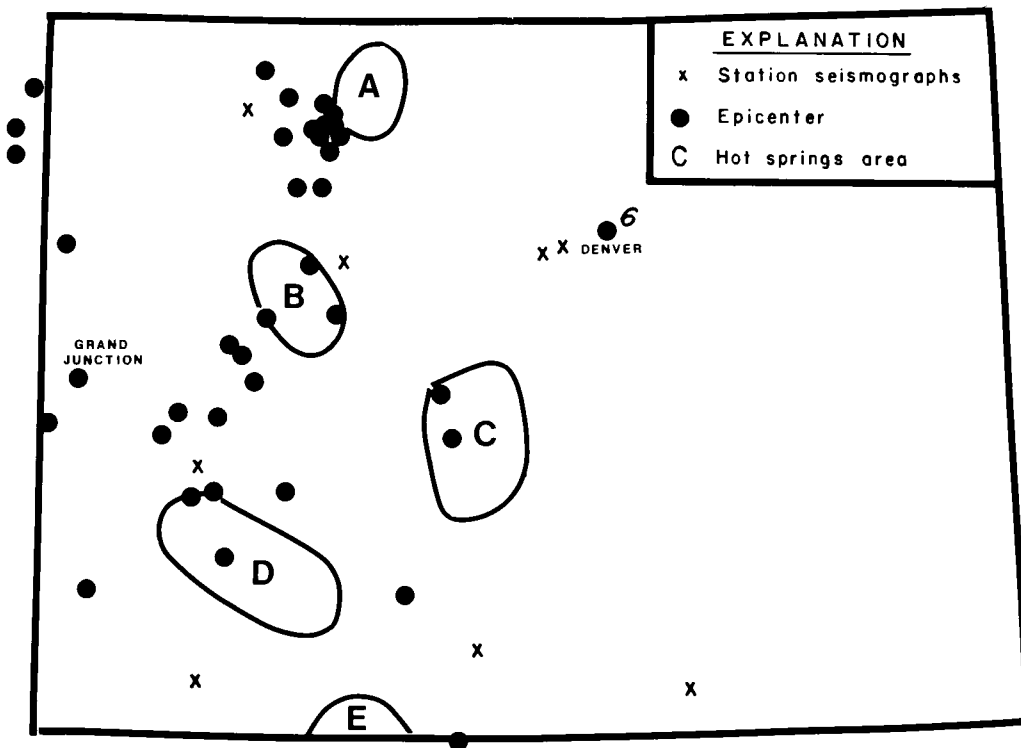 EXPLANATION
x Station seismographs
Epicenter
C Hot springs area
A
6
DENVER
x
x x
x
B
GRAND
JUNCTION
C
x
D
x
x
x
E